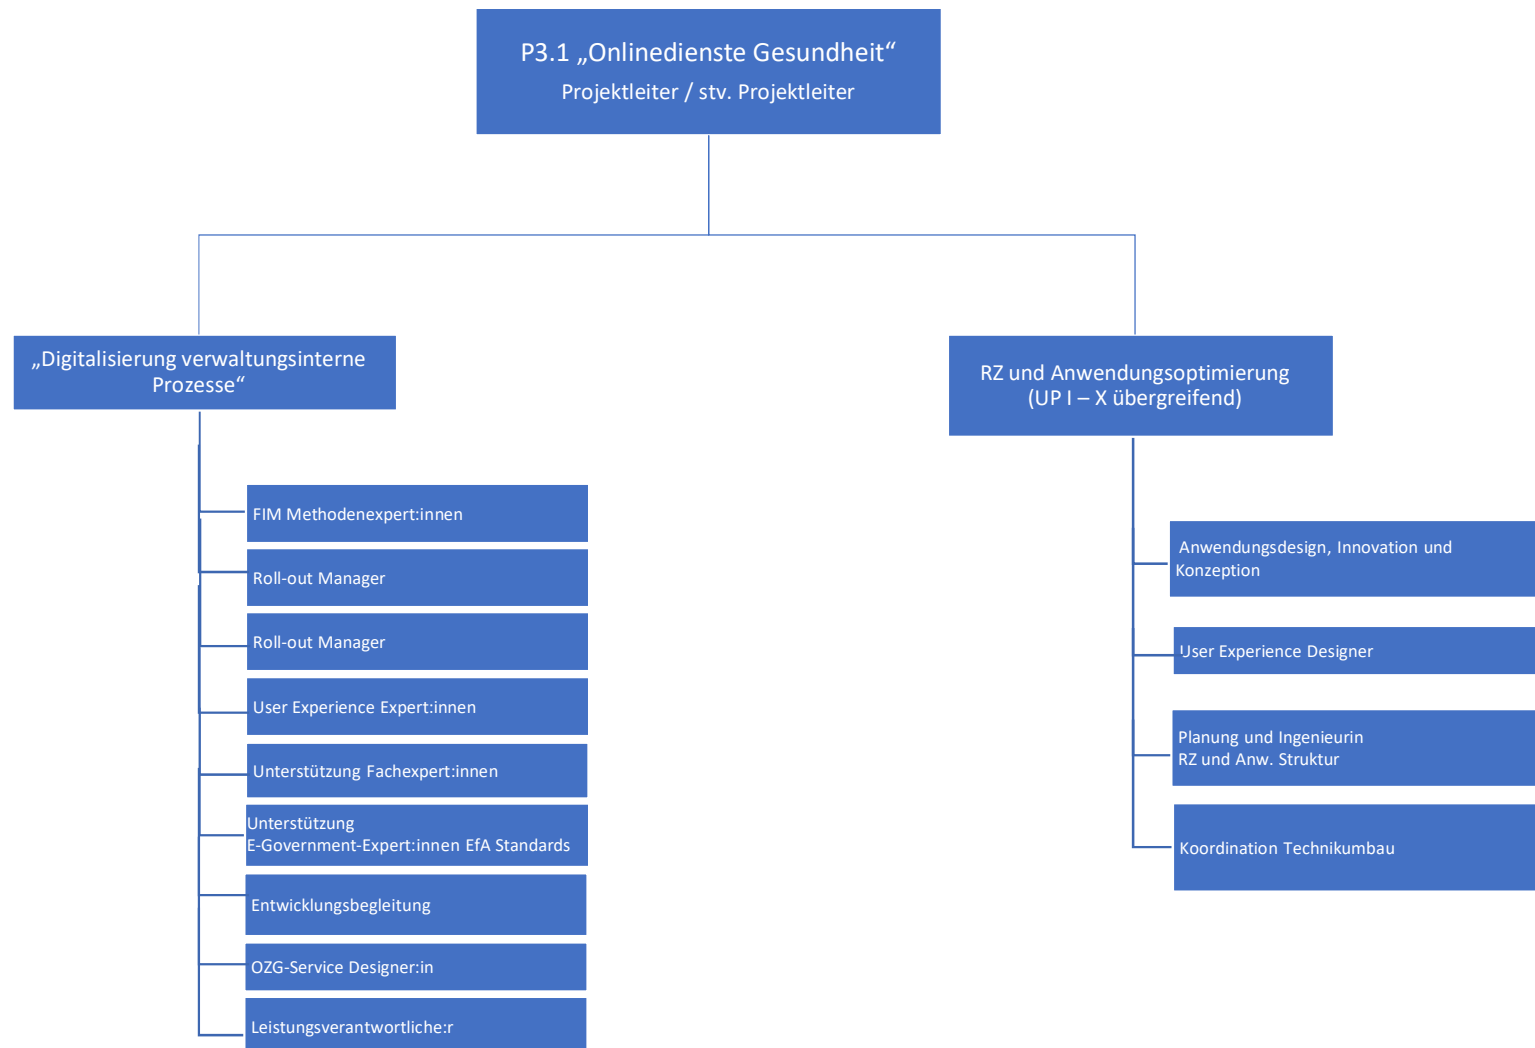 P3.1 „Onlinedienste Gesundheit“
Projektleiter / stv. Projektleiter
„Digitalisierung verwaltungsinterne
Prozesse“
FIM Methodenexpert:innen
Roll-out Manager
Roll-out Manager
User Experience Expert:innen
Unterstützung Fachexpert:innen
Unterstützung
E-Government-Expert:innen EfA Standards
Entwicklungsbegleitung
OZG-Service Designer:in
Leistungsverantwortliche:r
RZ und Anwendungsoptimierung
(UP I – X übergreifend)
Anwendungsdesign, Innovation und
Konzeption
User Experience Designer
Planung und Ingenieurin
RZ und Anw. Struktur
Koordination Technikumbau